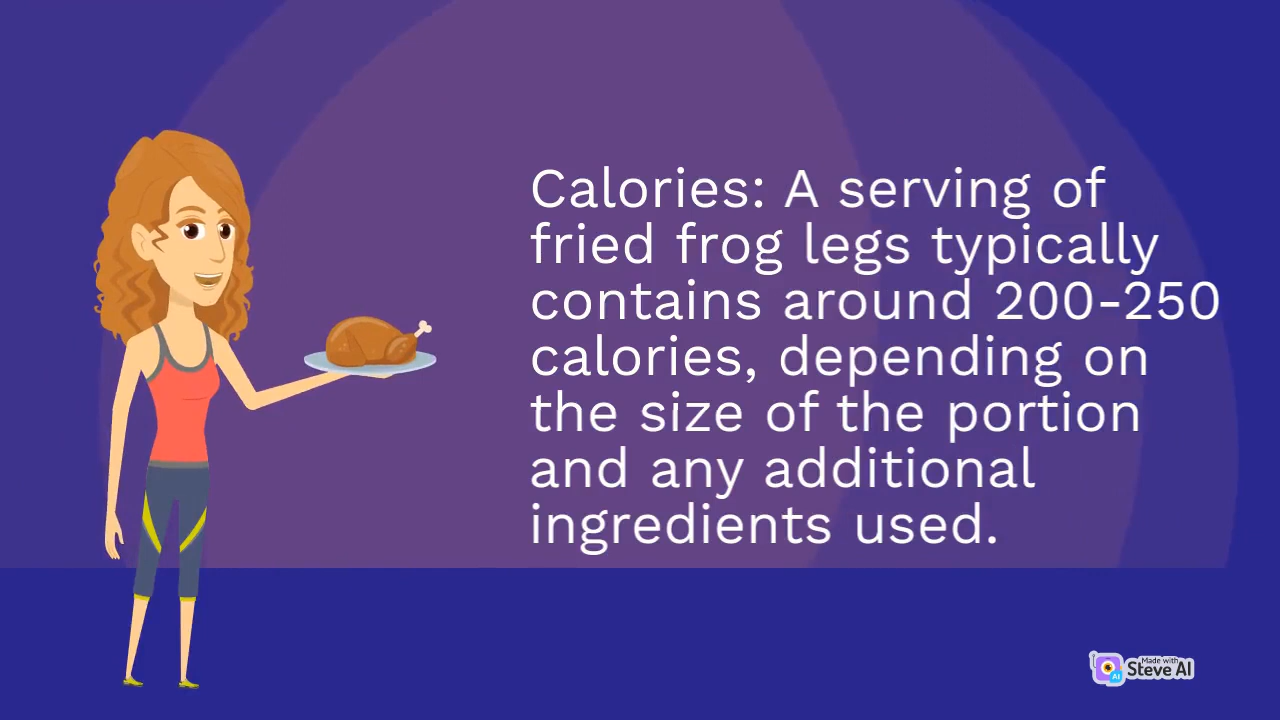 Calories: A serving of
fried frog legs typically
contains around 200-250
calories, depending on
the size of the portion
and any additional
ingredients used.
Made with
Steve AI
AI